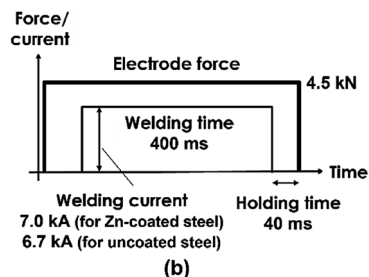 Force/
current
Electrode force
4.5 kN
Welding time
400 ms
Time
Welding current
7.0 kA (for Zn-coated steel)
6.7 kA (for uncoated steel)
Holding time
40 ms
(b)